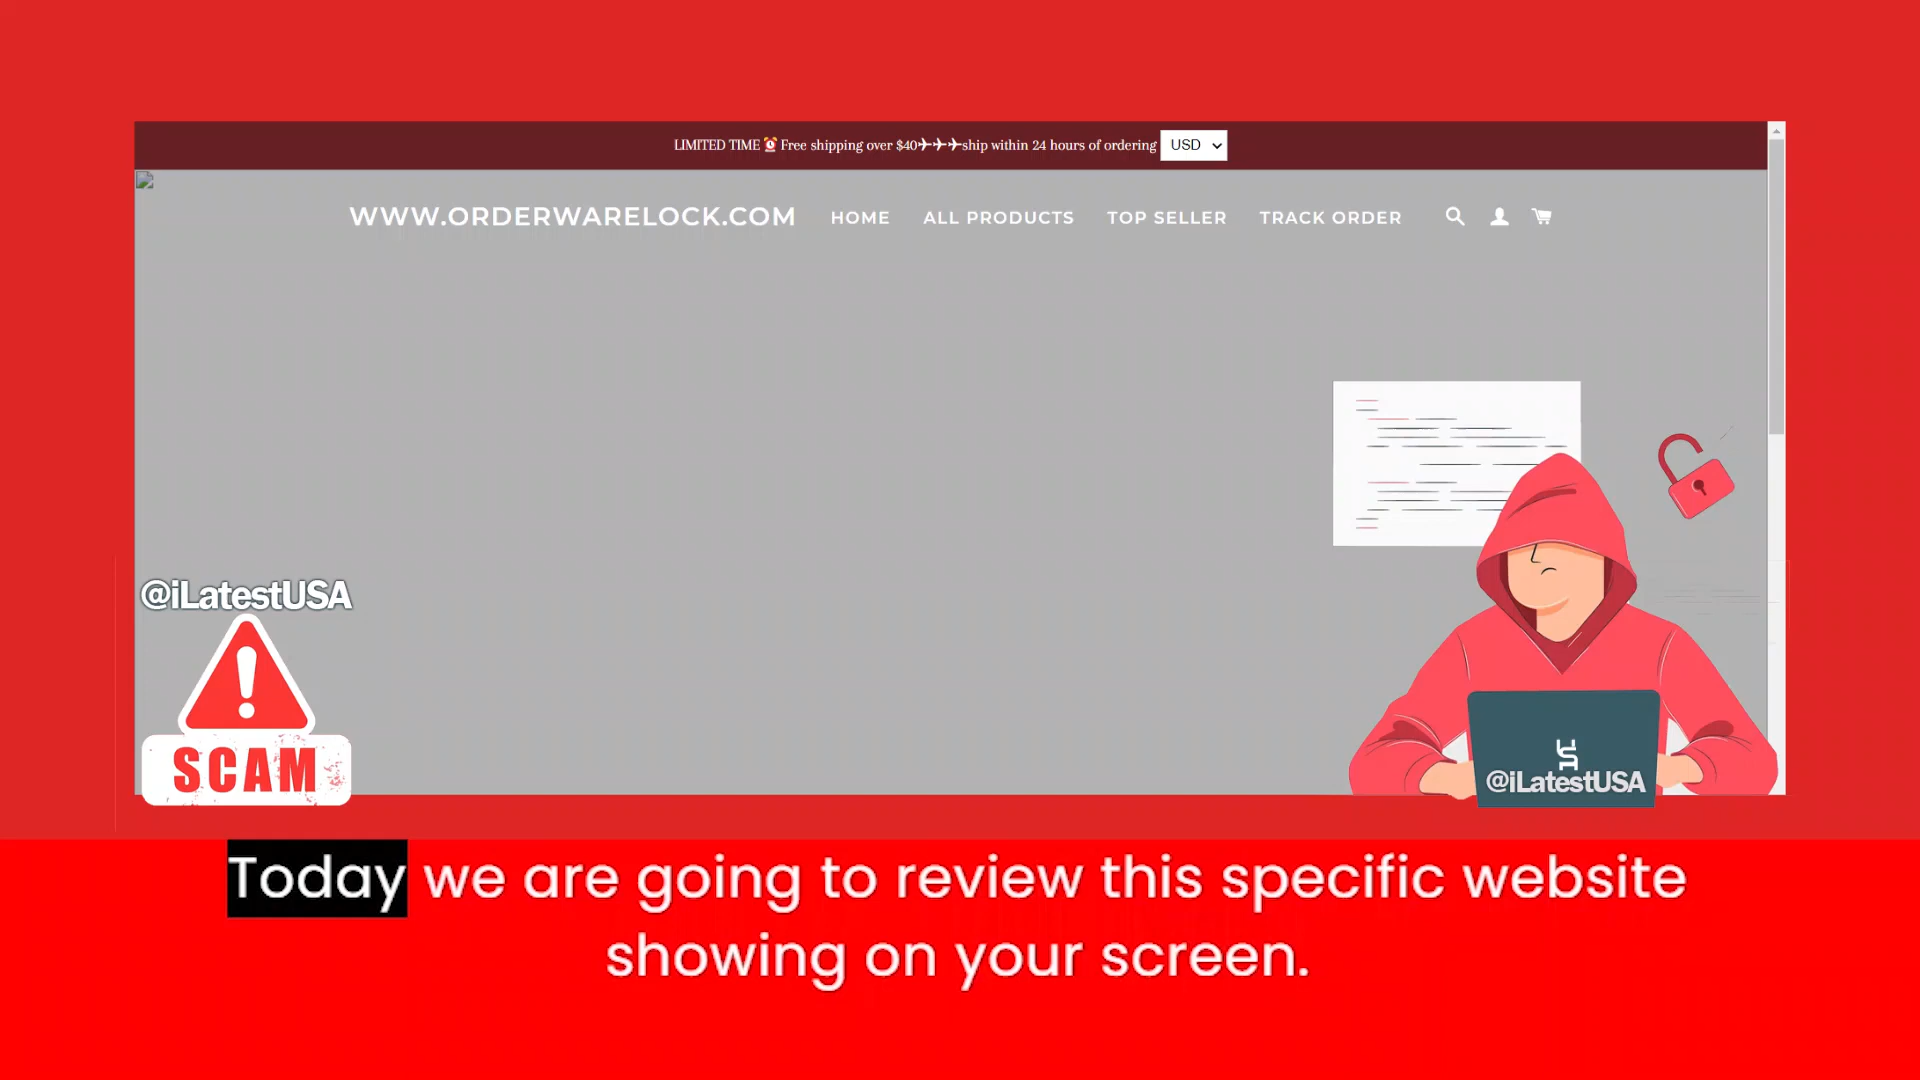 LIMITED TIME ⏰ Free shipping over $40✈✈✈ship within 24 hours of ordering USD
WWW.ORDERWARELOCK.COM HOME ALL PRODUCTS TOP SELLER TRACK ORDER
@iLatestUSA
SCAM
@iLatestUSA
Today we are going to review this specific website
showing on your screen.